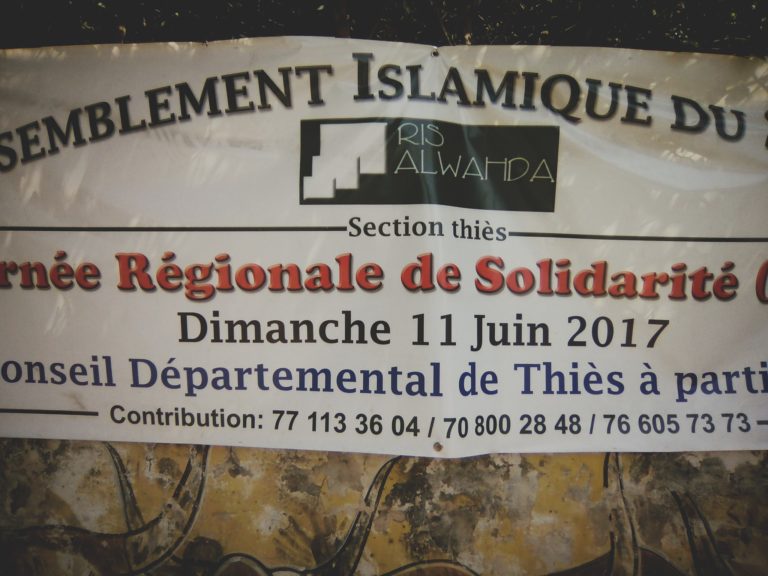 SEMBLEMENT ISLAMIQUE DU
RIS
ALWAHDA
Section thiès
rnée Régionale de Solidarité (
Dimanche 11 Juin 2017
onseil Départemental de Thiès à parti
Contribution: 77 113 36 04 / 70 800 28 48 / 76 605 73 73